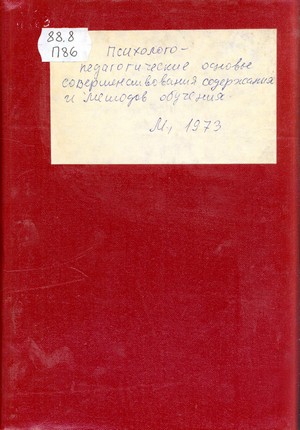 88.8
П86
Психолого-
педагогические основы
совершенствования содержания
и методов обучения.
М., 1973